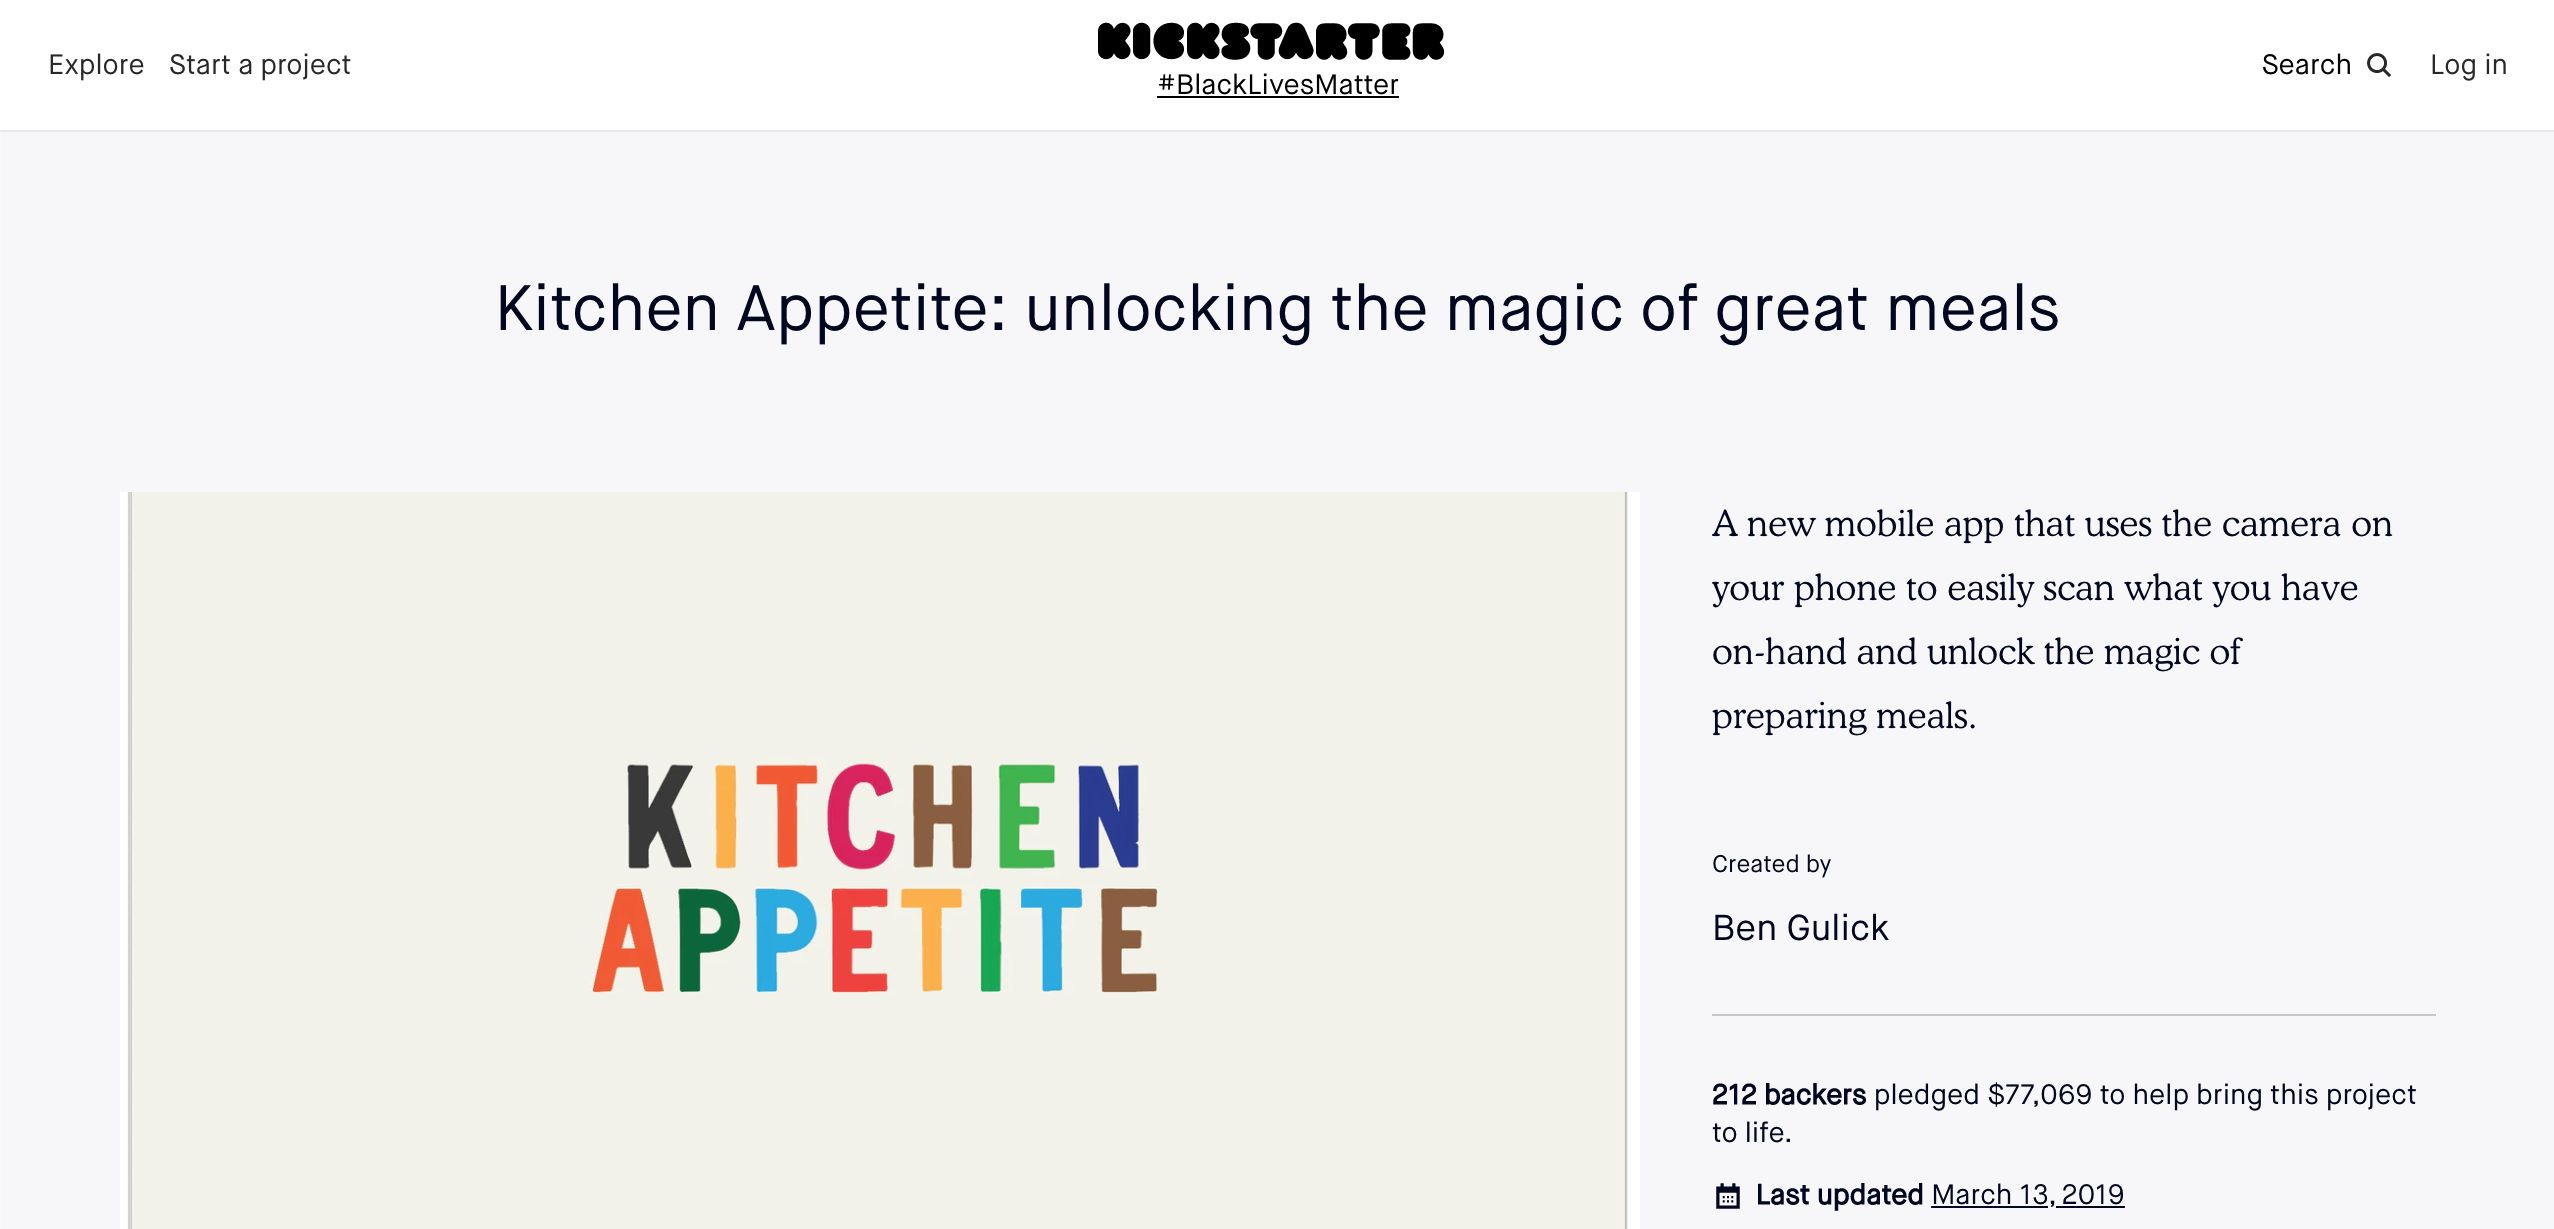 Explore Start a project
KICKSTARTER
#BlackLivesMatter
Search Log in
Kitchen Appetite: unlocking the magic of great meals
KITCHEN
APPETITE
A new mobile app that uses the camera on
your phone to easily scan what you have
on-hand and unlock the magic of
preparing meals.
Created by
Ben Gulick
212 backers pledged $77,069 to help bring this project
to life.
Last updated March 13, 2019